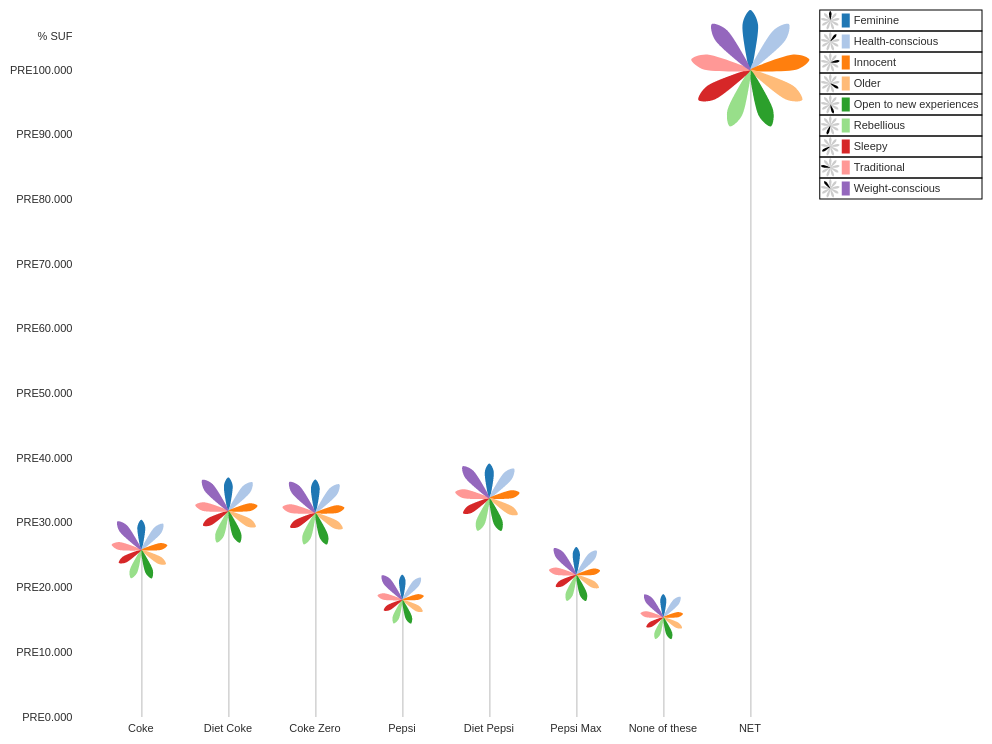 % SUF
PRE100.000
PRE90.000
PRE80.000
PRE70.000
PRE60.000
PRE50.000
PRE40.000
PRE30.000
PRE20.000
PRE10.000
PRE0.000
Coke
Diet Coke
Coke Zero
Pepsi
Diet Pepsi
Pepsi Max
None of these
NET
Feminine
Health-conscious
Innocent
Older
Open to new experiences
Rebellious
Sleepy
Traditional
Weight-conscious